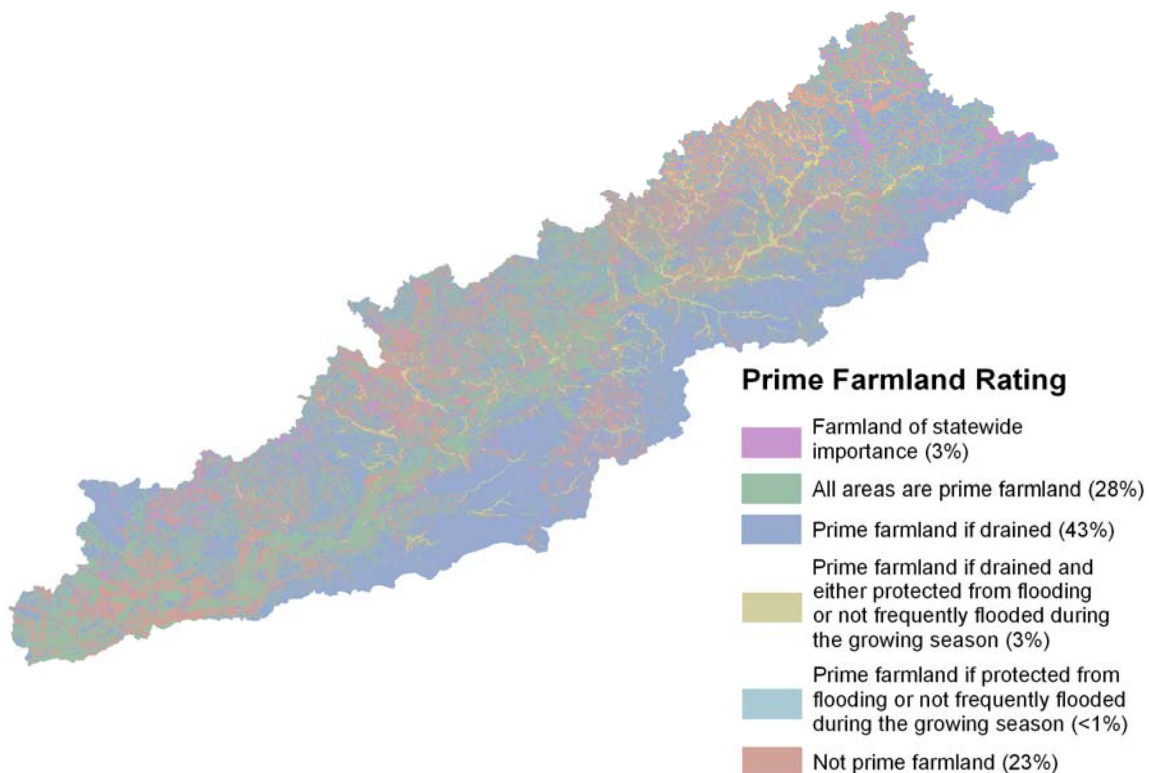 Prime Farmland Rating
Farmland of statewide
importance (3%)
All areas are prime farmland (28%)
Prime farmland if drained (43%)
Prime farmland if drained and
either protected from flooding
or not frequently flooded during
the growing season (3%)
Prime farmland if protected from
flooding or not frequently flooded
during the growing season (<1%)
Not prime farmland (23%)